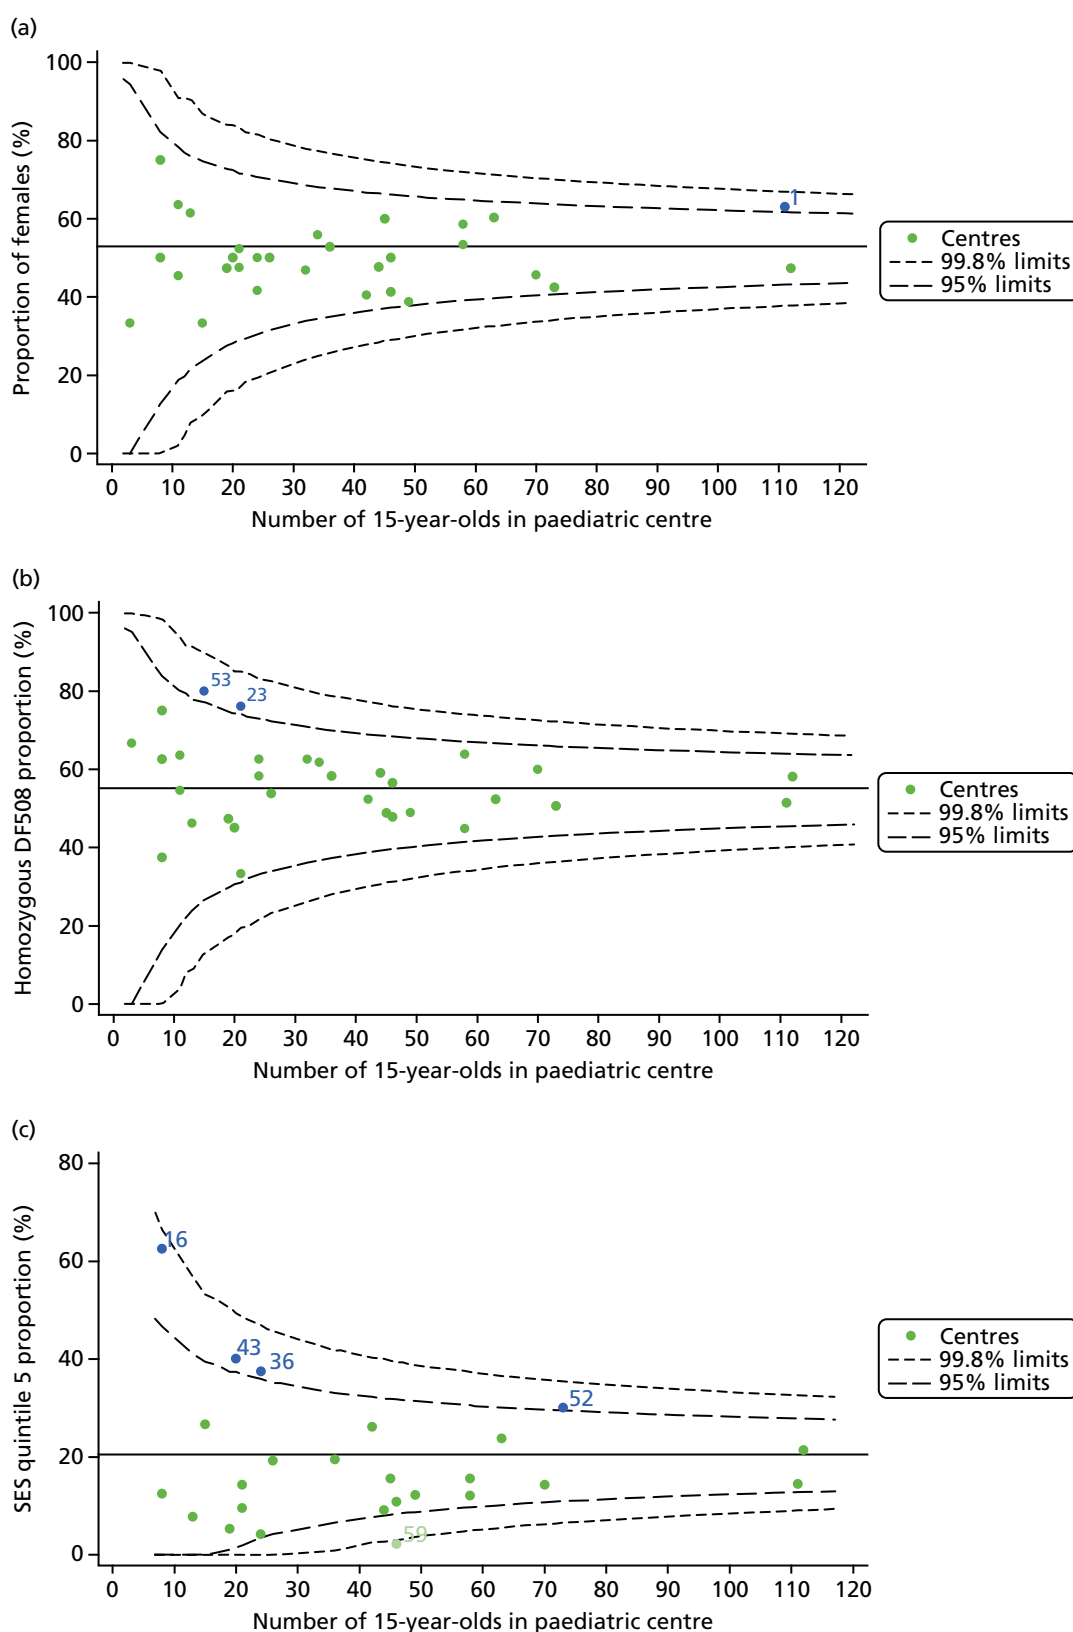 (a)
Proportion of females (%)
100
80
60
40
20
0
1
0 10 20 30 40 50 60 70 80 90 100 110 120
Number of 15-year-olds in paediatric centre
Centres
99.8% limits
95% limits
(b)
Homozygous DF508 proportion (%)
100
80
60
40
20
0
53
23
0 10 20 30 40 50 60 70 80 90 100 110 120
Number of 15-year-olds in paediatric centre
Centres
99.8% limits
95% limits
(c)
SES quintile 5 proportion (%)
80
60
40
20
0
16
43
36
52
59
0 10 20 30 40 50 60 70 80 90 100 110 120
Number of 15-year-olds in paediatric centre
Centres
99.8% limits
95% limits